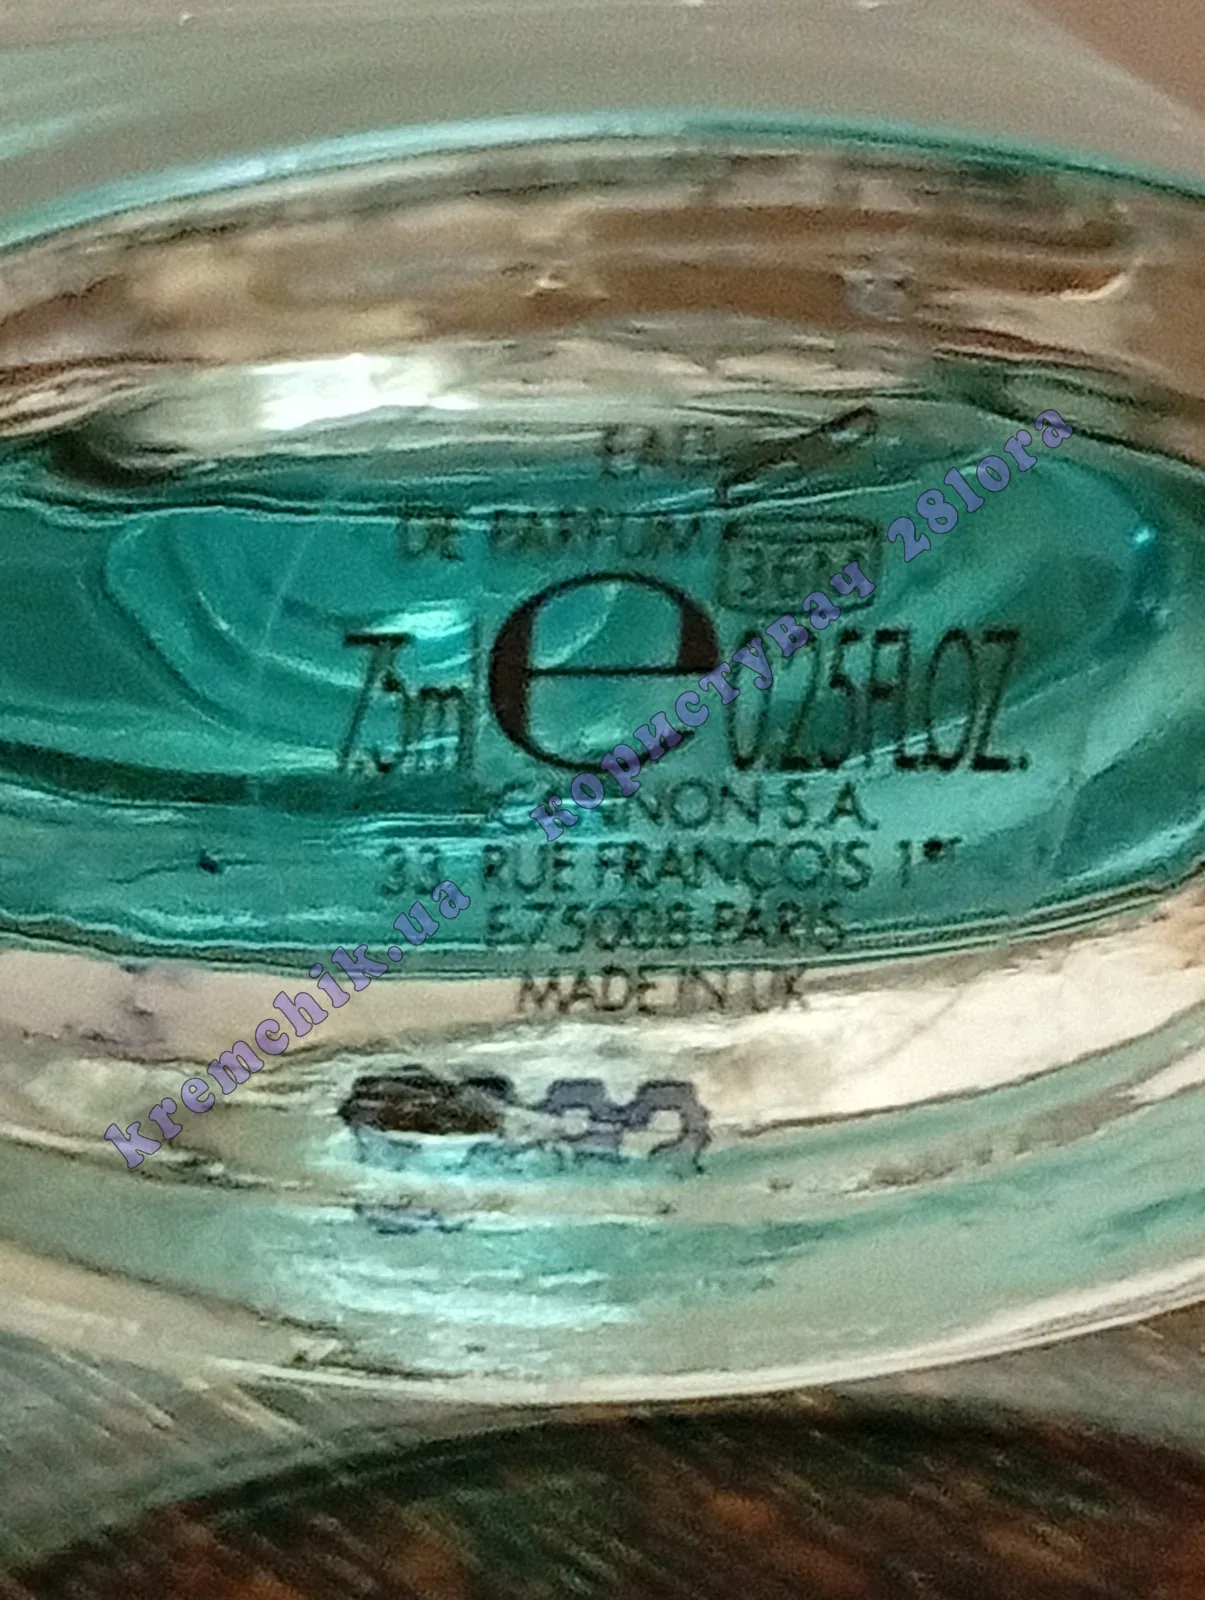 EAU
DE PARFUM
36M
7,5ml e 0.25FL.OZ.
S.A.
33, RUE FRANÇOIS 1er
F-75008 PARIS
MADE IN UK
kremchik.ua користувач 28lora